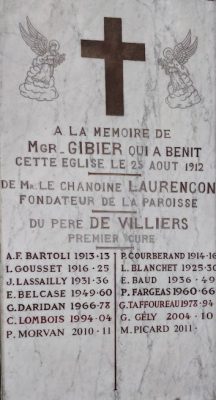 A LA MEMOIRE DE
MGR. GIBIER QUI A BENIT
CETTE EGLISE LE 25 AOUT 1912
DE MR. LE CHANOINE LAURENCON
FONDATEUR DE LA PAROISSE
DU PERE DE VILLIERS
PREMIER CURE
A.F. BARTOLI 1913-13
P. COURBERAND 1914-16
I. GOUSSET 1916-25
L. BLANCHET 1925-30
J. LASSAILLY 1931-36
E. BAUD 1936-49
E. BELCASE 1949-60
P. FARGEAS 1960-66
G. DARIDAN 1966-78
G. TAFFOUREAU 1978-94
C. LOMBOIS 1994-04
G. GÉLY 2004-10
P. MORVAN 2010-11
M. PICARD 2011-